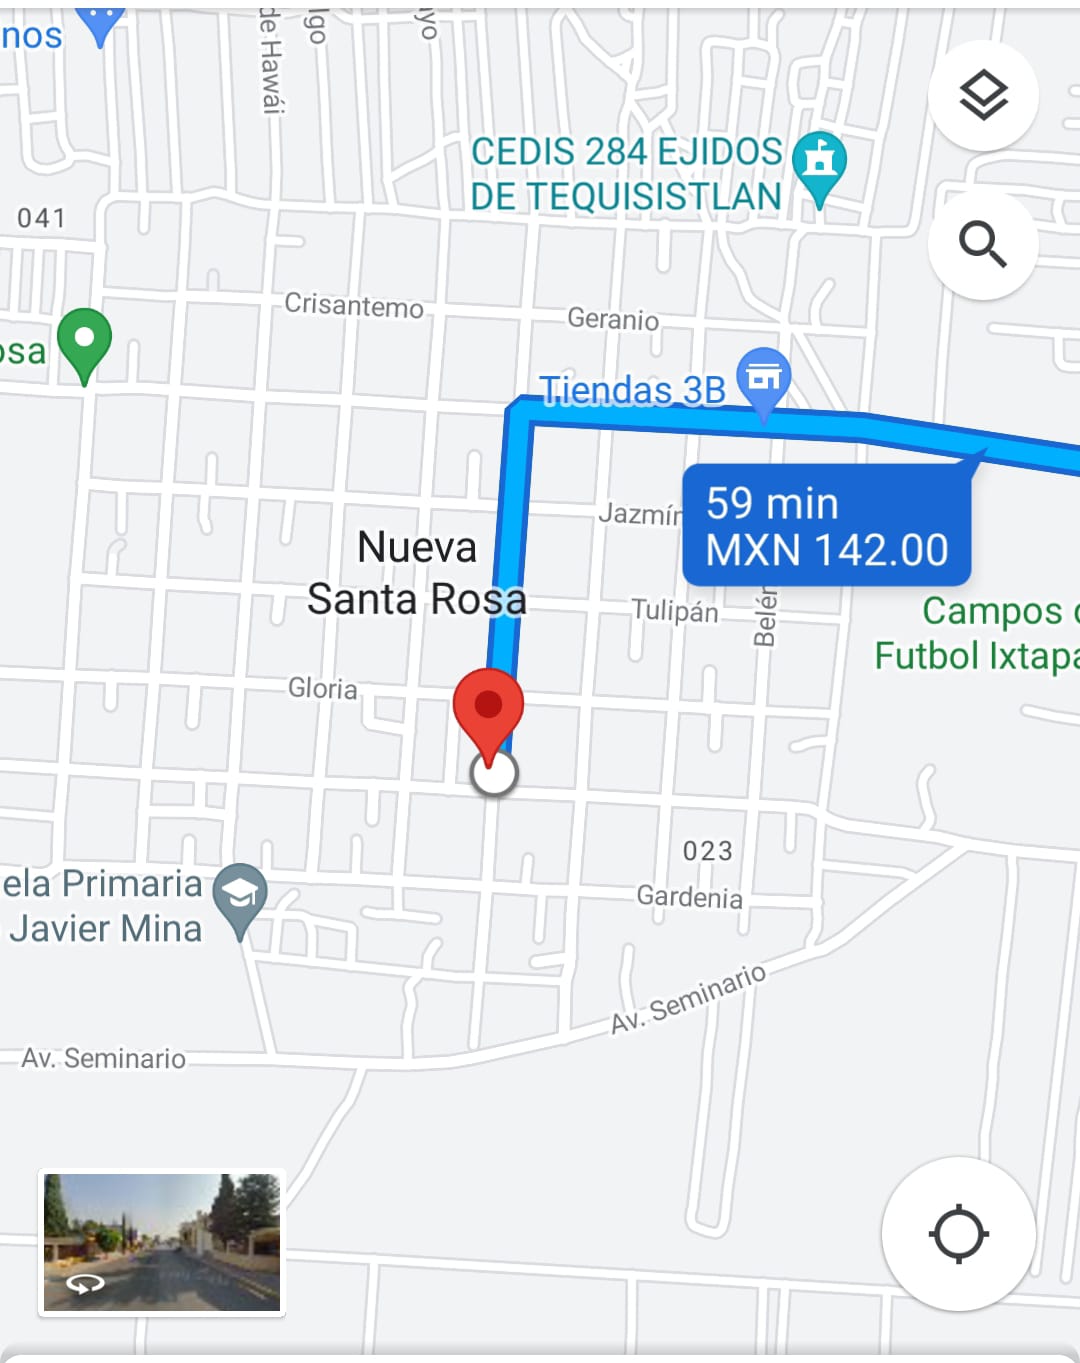 nos
de Hawái
lgo
yo
CEDIS 284 EJIDOS
DE TEQUISISTLAN
041
Crisantemo
Geranio
osa
Tiendas 3B
59 min
MXN 142.00
Jazmín
Nueva
Santa Rosa
Tulipán
Belén
Campos
Futbol Ixtapa
Gloria
023
ela Primaria
Javier Mina
Gardenia
Av. Seminario
Av. Seminario